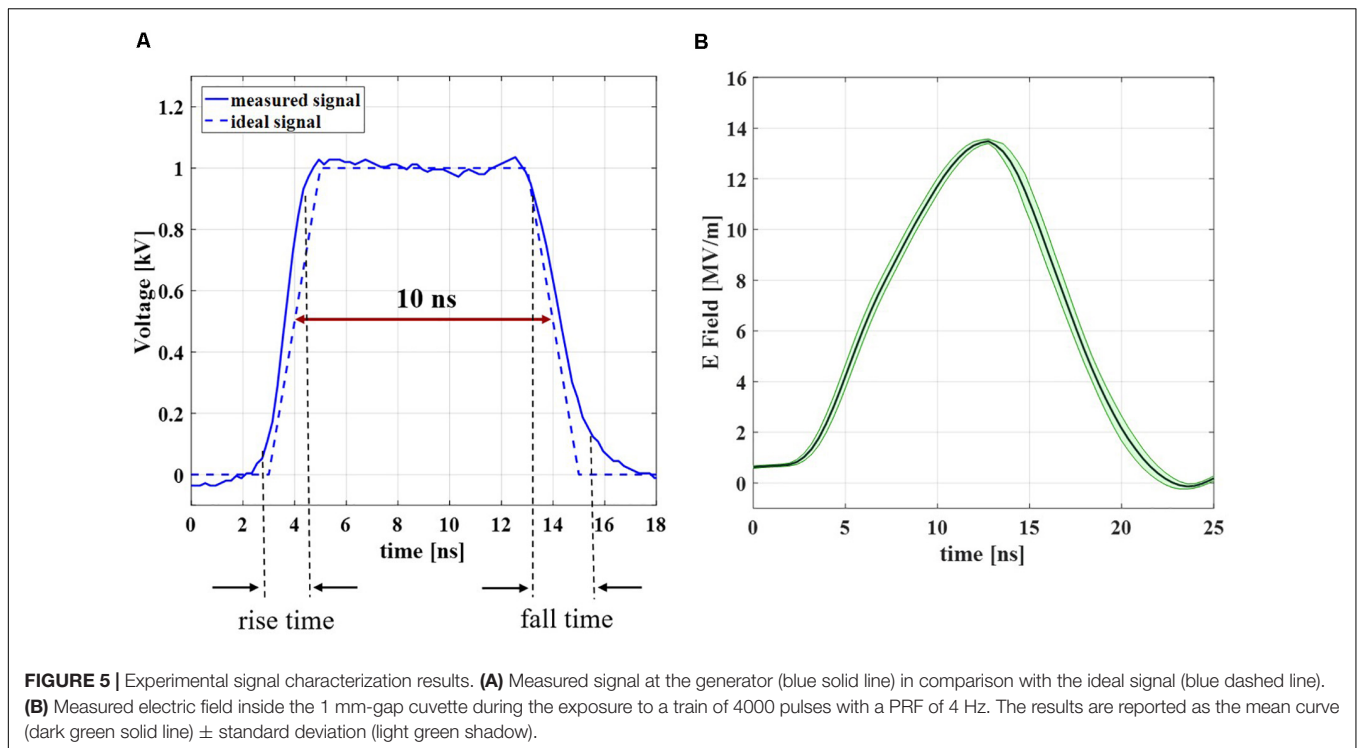 A
measured signal
ideal signal
1.2
1
0.8
0.6
0.4
0.2
0
Voltage [kV]
10 ns
0 2 4 6 8 10 12 14 16 18
time [ns]
rise time
fall time
B
16
14
12
10
8
6
4
2
0
E Field [MV/m]
0 5 10 15 20 25
time [ns]
FIGURE 5 | Experimental signal characterization results. (A) Measured signal at the generator (blue solid line) in comparison with the ideal signal (blue dashed line).
(B) Measured electric field inside the 1 mm-gap cuvette during the exposure to a train of 4000 pulses with a PRF of 4 Hz. The results are reported as the mean curve
(dark green solid line) ± standard deviation (light green shadow).